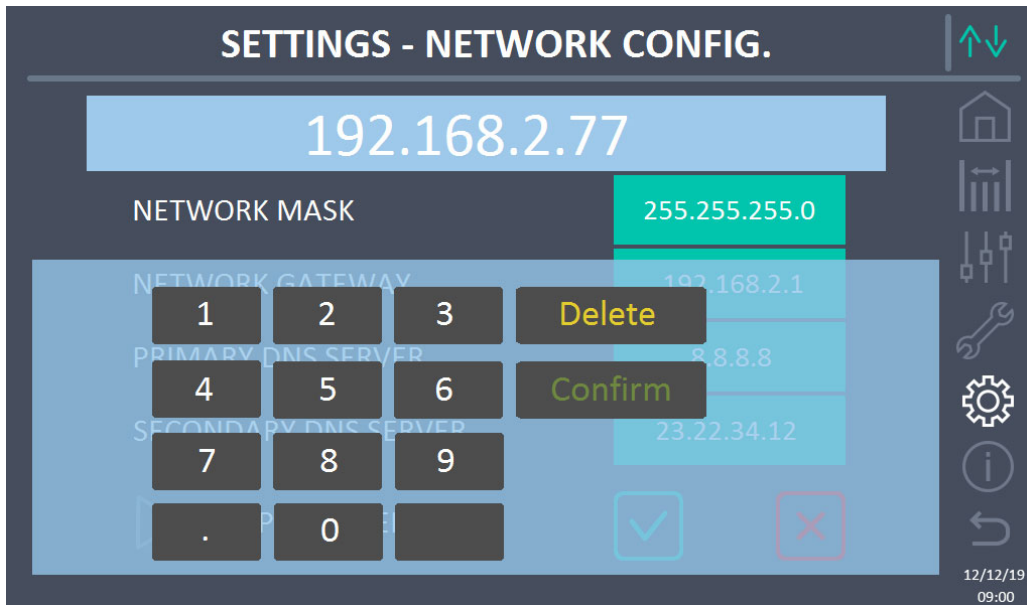 SETTINGS - NETWORK CONFIG.
192.168.2.77
NETWORK MASK 255.255.255.0
NETWORK GATEWAY 192.168.2.1
1 2 3 Delete
PRIMARY DNS SERVER 8.8.8.8
4 5 6 Confirm
SECONDARY DNS SERVER 23.22.34.12
7 8 9
. 0
12/12/19
09:00